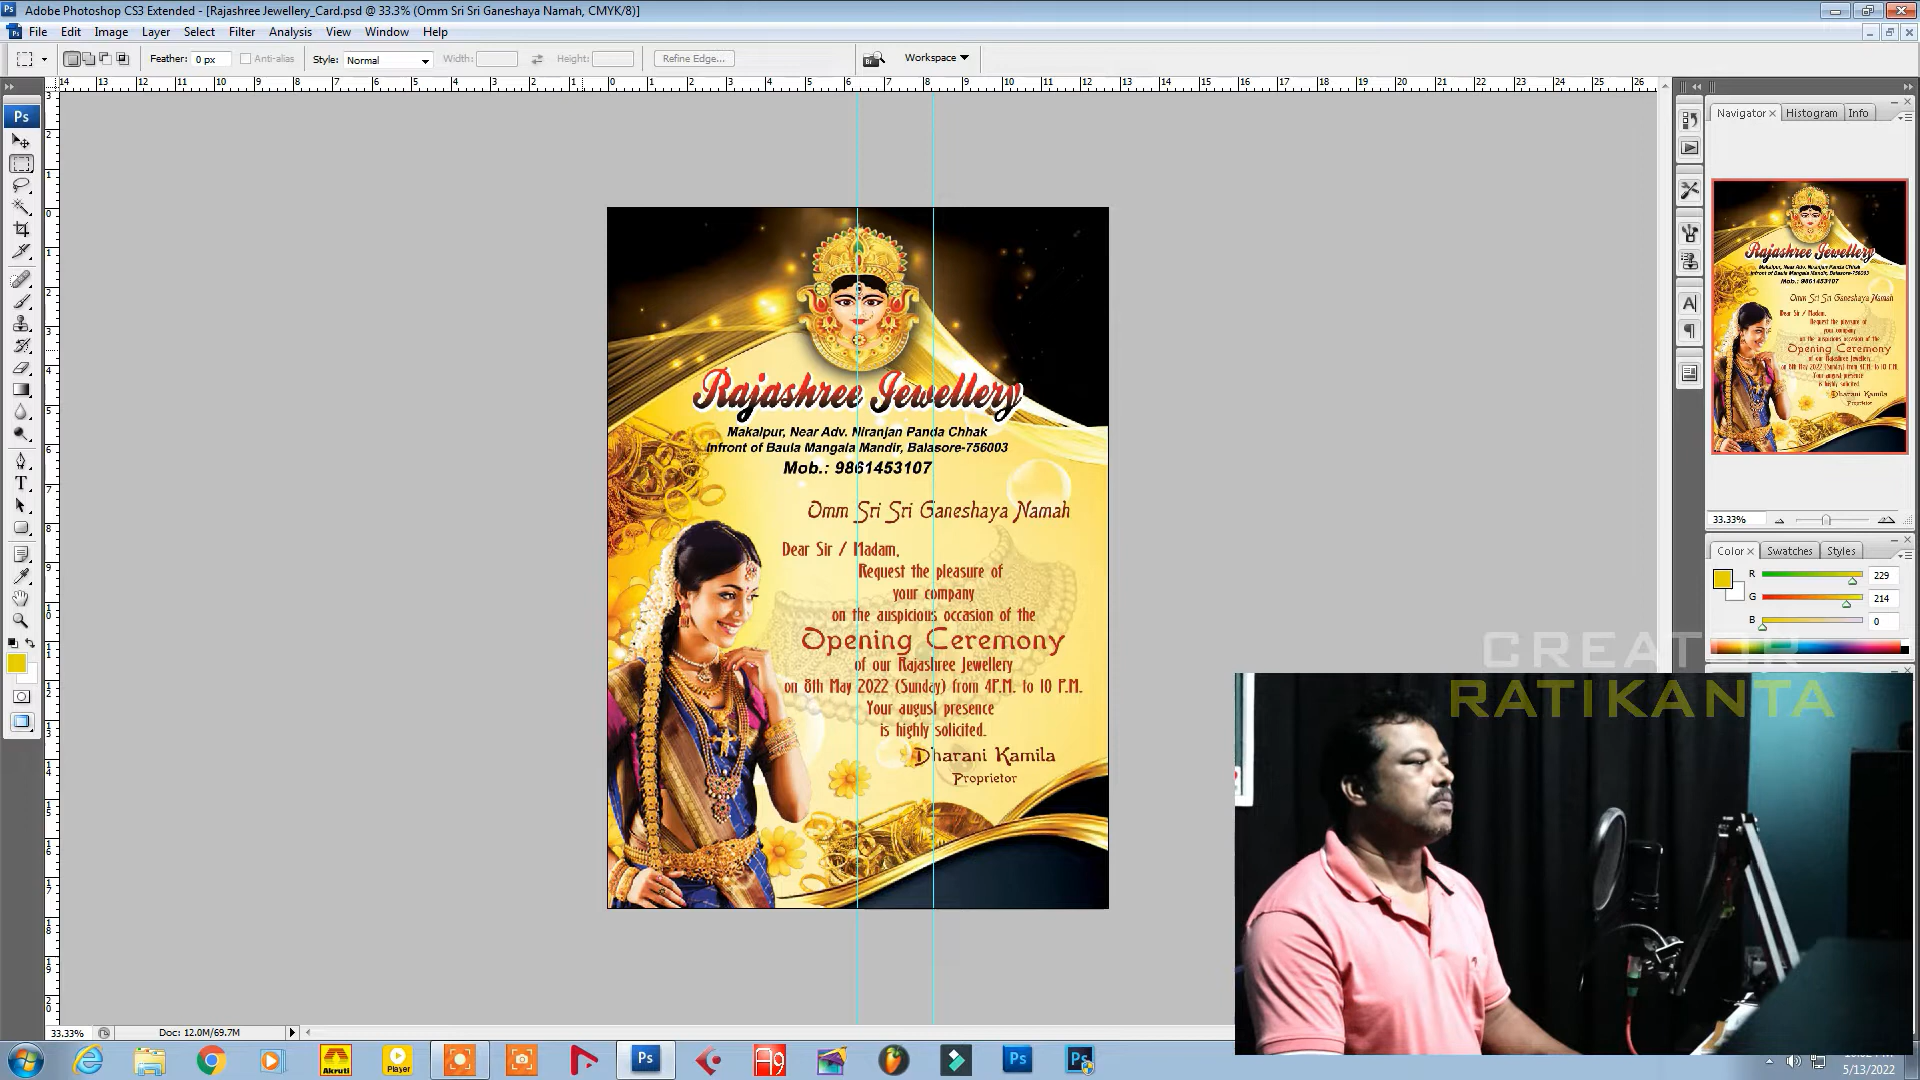 Adobe Photoshop CS3 Extended - [Rajashree Jewellery_Card.psd @ 33.3% (Omm Sri Sri Ganeshaya Namah, CMYK/8)]
File Edit Image Layer Select Filter Analysis View Window Help
Feather: 0 px Anti-alias Style: Normal Width: Height: Refine Edge... Workspace
Navigator Histogram Info
Rajashree Jewellery
Makalpur, Near Adv. Niranjan Panda Chhak
Infront of Baula Mangala Mandir, Balasore-756003
Mob.: 9861453107
Omm Sri Sri Ganeshaya Namah
Dear Sir / Madam,
Request the pleasure of
your company
on the auspicious occasion of the
Opening Ceremony
of our Rajashree Jewellery
on 8th May 2022 (Sunday) from 4P.M. to 10 P.M.
Your august presence
is highly solicited.
Dharani Kamila
Proprietor
33.33%
Color Swatches Styles
R 229
G 214
B 0
CREATOR
RATIKANTA
33.33% Doc: 12.0M/69.7M
Akruti
Player
5/13/2022